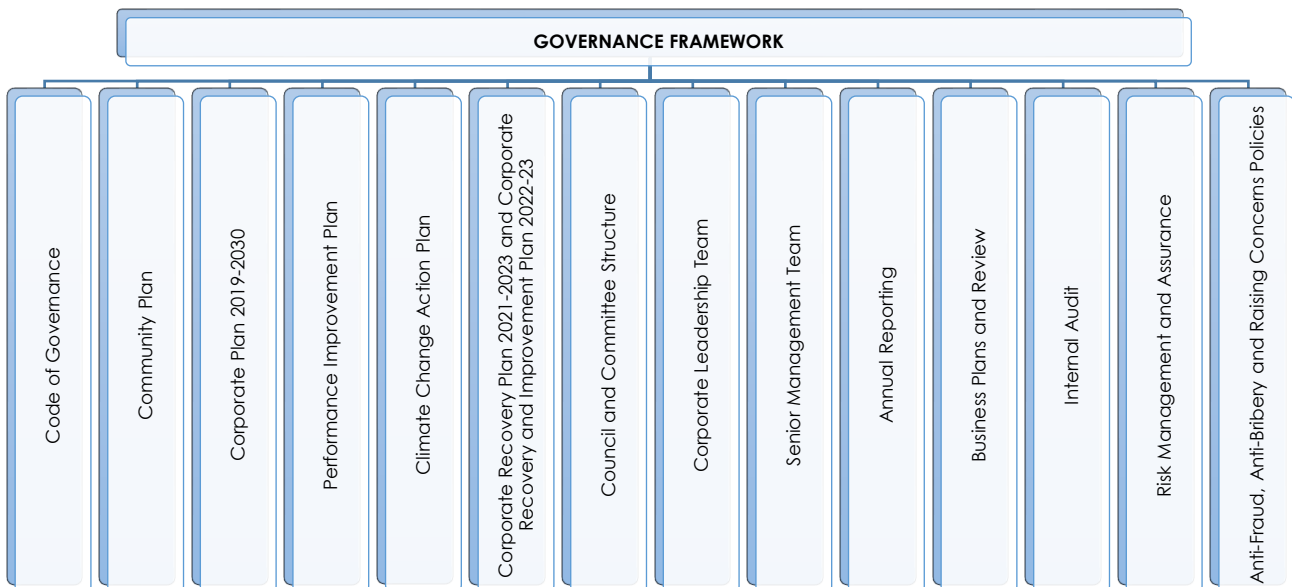 GOVERNANCE FRAMEWORK
Code of Governance
Community Plan
Corporate Plan 2019-2030
Performance Improvement Plan
Climate Change Action Plan
Corporate Recovery Plan 2021-2023 and Corporate
Recovery and Improvement Plan 2022-23
Council and Committee Structure
Corporate Leadership Team
Senior Management Team
Annual Reporting
Business Plans and Review
Internal Audit
Risk Management and Assurance
Anti-Fraud, Anti-Bribery and Raising Concerns Policies